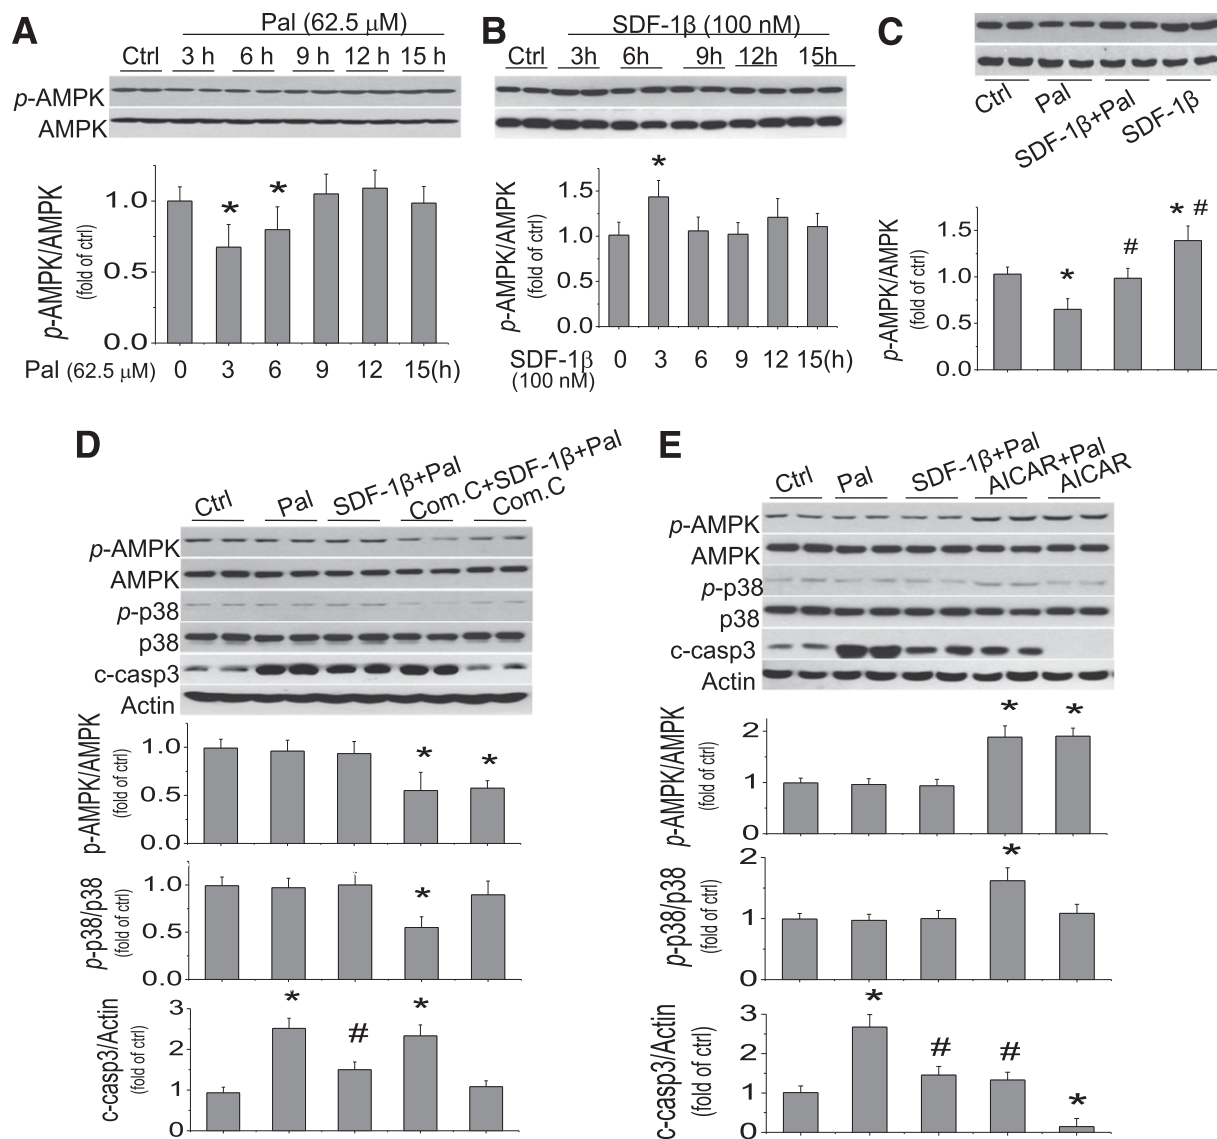 A
Pal (62.5 µM)
Ctrl 3 h 6 h 9 h 12 h 15 h
p-AMPK
AMPK
p-AMPK/AMPK
(fold of ctrl)
1.0
0.5
0.0
* *
Pal (62.5 µM) 0 3 6 9 12 15(h)
B
SDF-1β (100 nM)
Ctrl 3h 6h 9h 12h 15h
p-AMPK/AMPK
(fold of ctrl)
1.5
1.0
0.5
0.0
*
SDF-1β 0 3 6 9 12 15(h)
(100 nM)
C
Ctrl Pal SDF-1β+Pal SDF-1β
p-AMPK/AMPK
(fold of ctrl)
1.5
1.0
0.5
0.0
* # * #
D
Ctrl Pal SDF-1β+Pal Com.C+SDF-1β+Pal Com.C
p-AMPK
AMPK
p-p38
p38
c-casp3
Actin
p-AMPK/AMPK
(fold of ctrl)
1.0
0.5
0.0
* *
p-p38/p38
(fold of ctrl)
1.0
0.5
0.0
*
c-casp3/Actin
(fold of ctrl)
3
2
1
0
* # *
E
Ctrl Pal SDF-1β+Pal AICAR+Pal AICAR
p-AMPK
AMPK
p-p38
p38
c-casp3
Actin
p-AMPK/AMPK
(fold of ctrl)
2
1
0
* *
p-p38/p38
(fold of ctrl)
2
1
0
*
c-casp3/Actin
(fold of ctrl)
3
2
1
0
* # # *